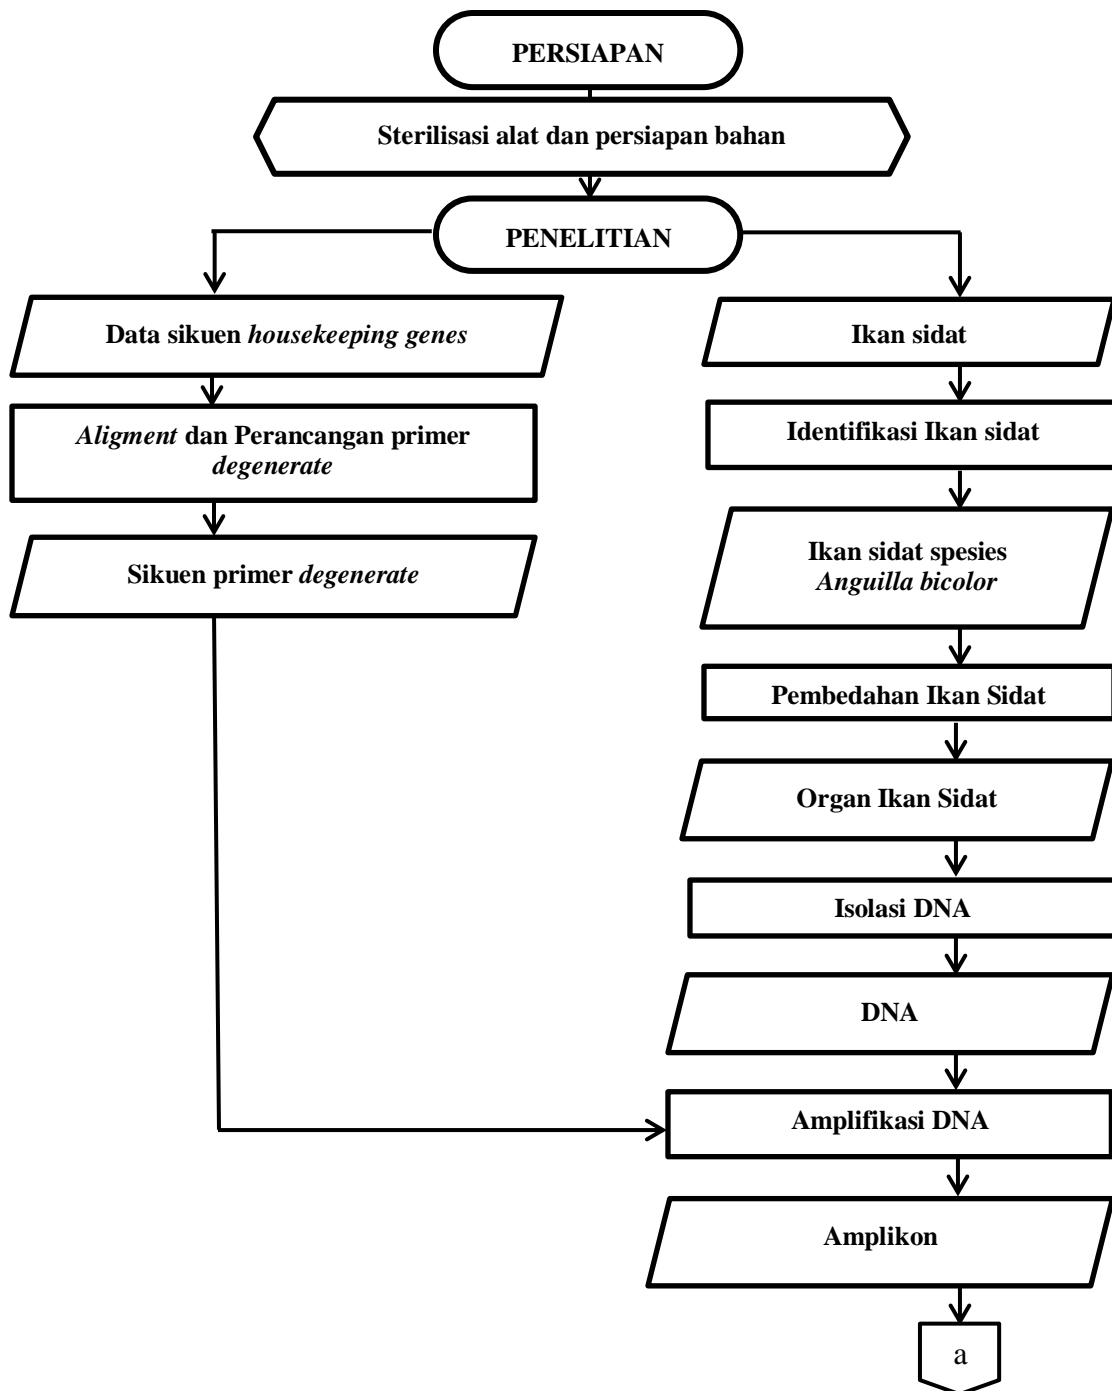 PERSIAPAN
Sterilisasi alat dan persiapan bahan
PENELITIAN
Data sikuen housekeeping genes
Aligment dan Perancangan primer
degenerate
Sikuen primer degenerate
Ikan sidat
Identifikasi Ikan sidat
Ikan sidat spesies
Anguilla bicolor
Pembedahan Ikan Sidat
Organ Ikan Sidat
Isolasi DNA
DNA
Amplifikasi DNA
Amplikon
a